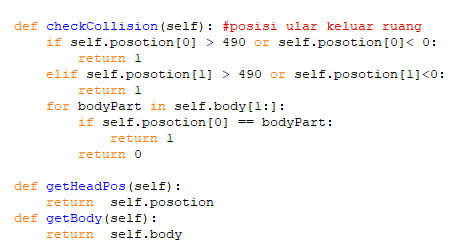 def checkCollision(self): #posisi ular keluar ruang
    if self.posotion[0] > 490 or self.posotion[0]< 0:
        return 1
    elif self.posotion[1] > 490 or self.posotion[1]<0:
        return 1
    for bodyPart in self.body[1:]:
        if self.posotion[0] == bodyPart:
            return 1
        return 0

def getHeadPos(self):
    return  self.posotion
def getBody(self):
    return  self.body